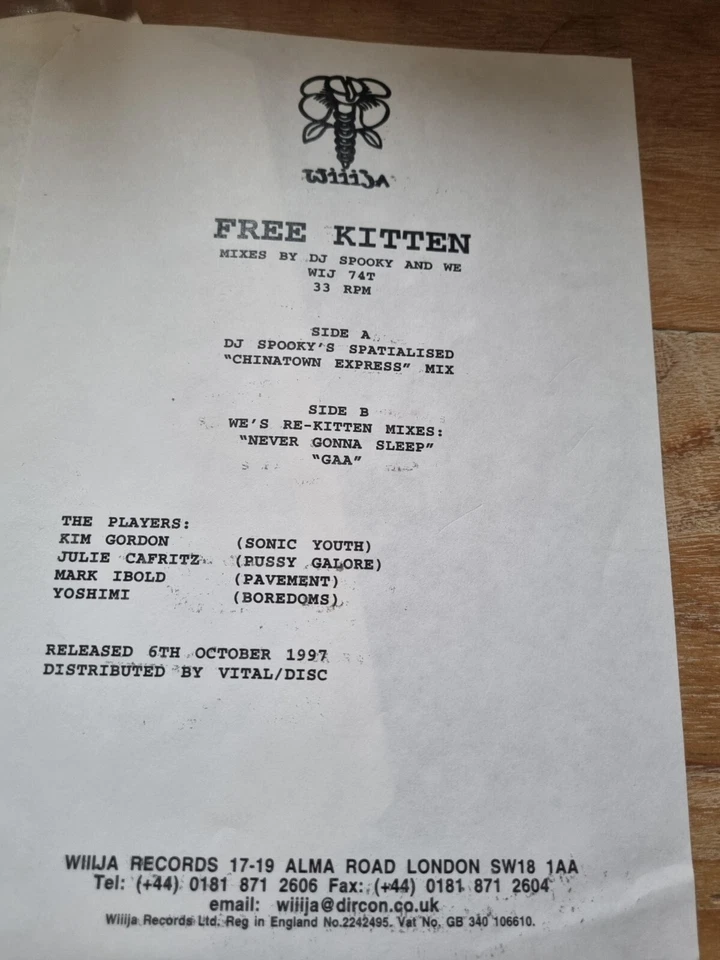 wiiija
FREE KITTEN
MIXES BY DJ SPOOKY AND WE
WIJ 74T
33 RPM
SIDE A
DJ SPOOKY'S SPATIALISED
"CHINATOWN EXPRESS" MIX
SIDE B
WE'S RE-KITTEN MIXES:
"NEVER GONNA SLEEP"
"GAA"
THE PLAYERS:
KIM GORDON (SONIC YOUTH)
JULIE CAFRITZ (PUSSY GALORE)
MARK IBOLD (PAVEMENT)
YOSHIMI (BOREDOMS)
RELEASED 6TH OCTOBER 1997
DISTRIBUTED BY VITAL/DISC
WIIIJA RECORDS 17-19 ALMA ROAD LONDON SW18 1AA
Tel: (+44) 0181 871 2606 Fax: (+44) 0181 871 2604
email: wiiija@dircon.co.uk
Wiiija Records Ltd. Reg in England No.2242495. Vat No. GB 340 106610.